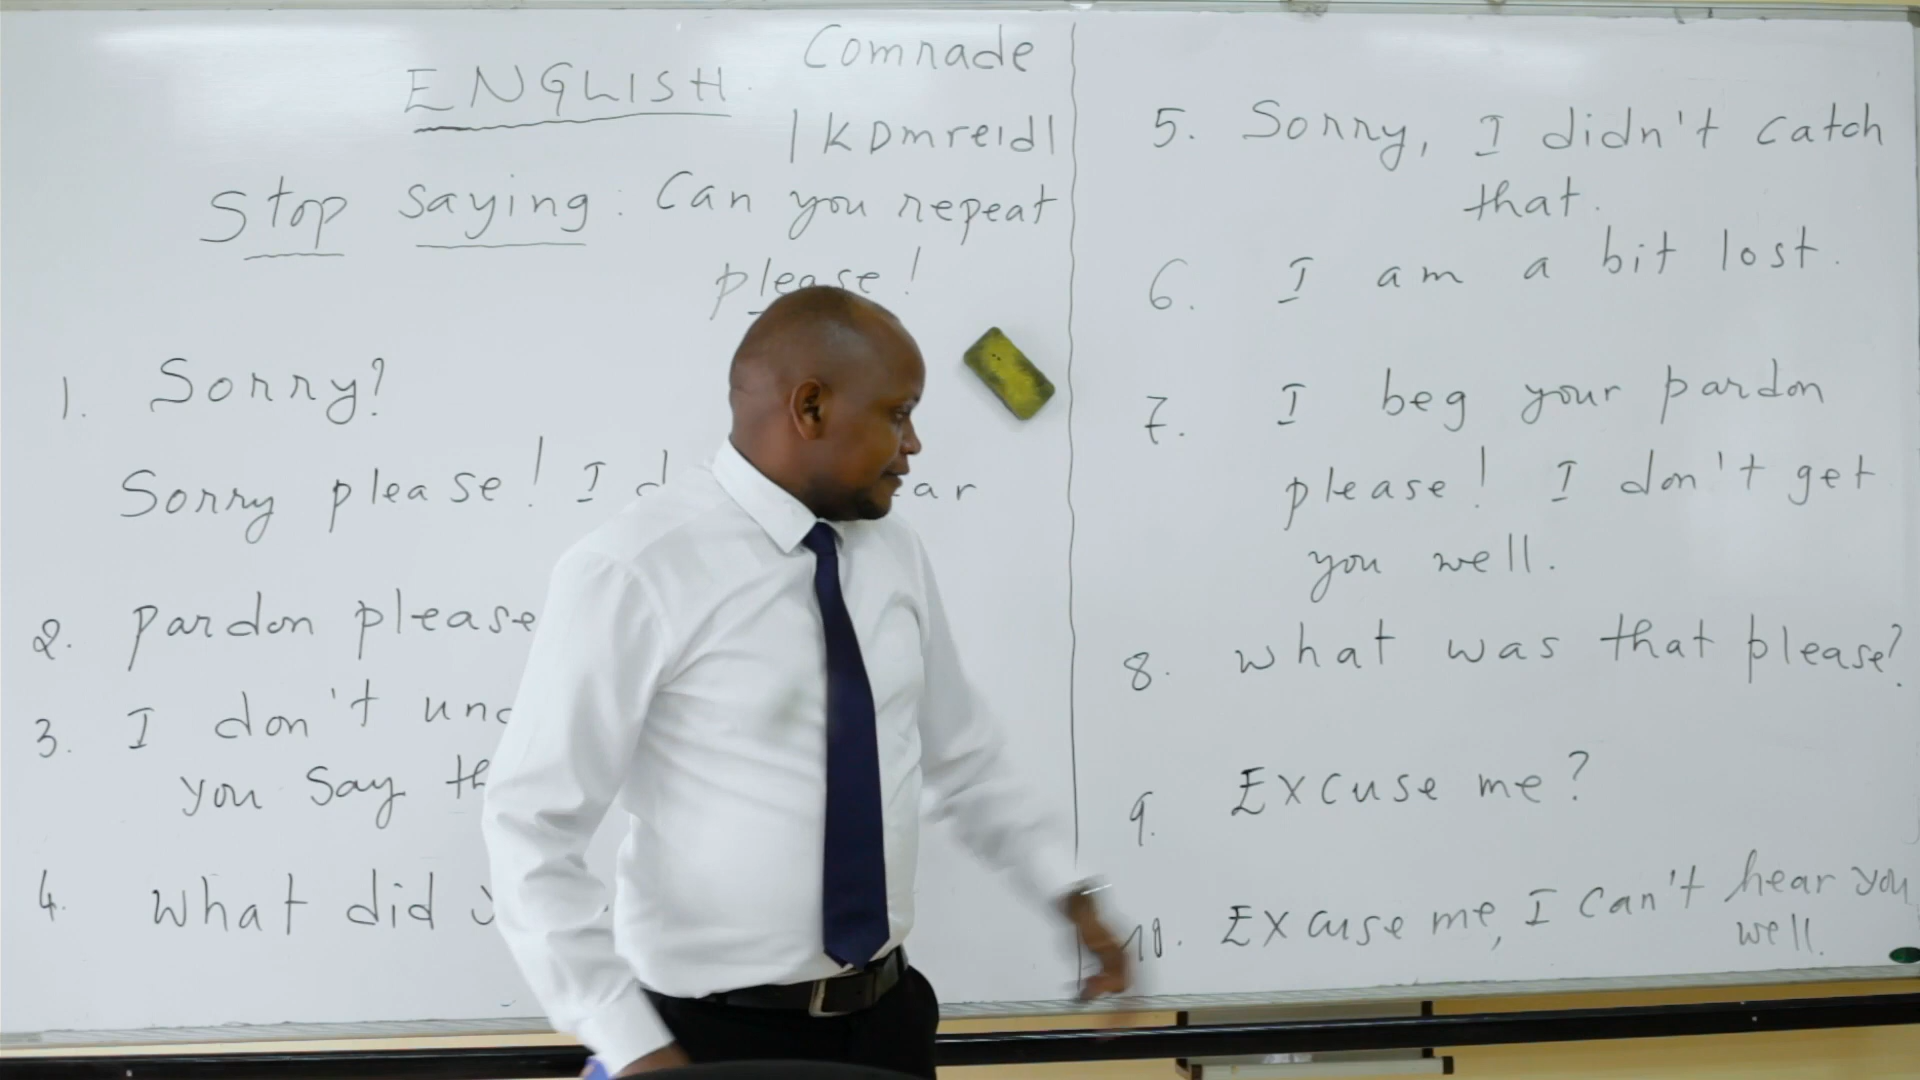 ENGLISH
Comrade
|KDmreid|
Stop saying: Can you repeat
please!
1. Sorry?
Sorry please! I
2. pardon please
3. I don't
you say
4. what did
5. Sorry, I didn't catch
that.
6. I am a bit lost.
7. I beg your pardon
please! I don't get
you well.
8. what was that please?
9. Excuse me?
10. Excuse me, I can't hear you
well.